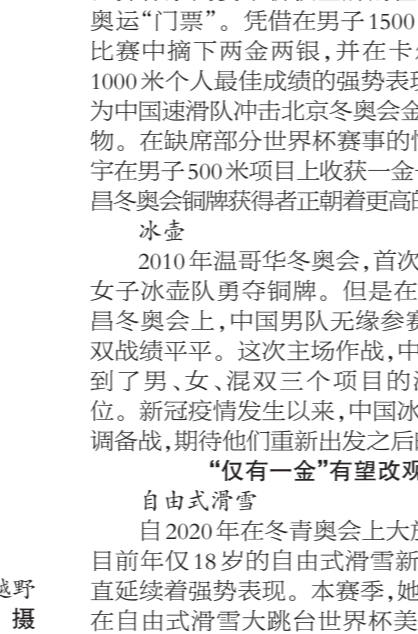 奥运“门票”。凭借在男子1500
比赛中摘下两金两银,并在卡
1000米个人最佳成绩的强势表现
为中国速滑队冲击北京冬奥会金
物。在缺席部分世界杯赛事的情
宇在男子500米项目上收获一金
昌冬奥会铜牌获得者正朝着更高的
冰壶
2010年温哥华冬奥会,首次
女子冰壶队勇夺铜牌。但是在
昌冬奥会上,中国男队无缘参赛
双战绩平平。这次主场作战,中
到了男、女、混双三个项目的
位。新冠疫情发生以来,中国冰
调备战,期待他们重新出发之后
“仅有一金”有望改观
自由式滑雪
自2020年在冬青奥会上大放
目前年仅18岁的自由式滑雪新
直延续着强势表现。本赛季,她
在自由式滑雪大跳台世界杯美
越野
摄